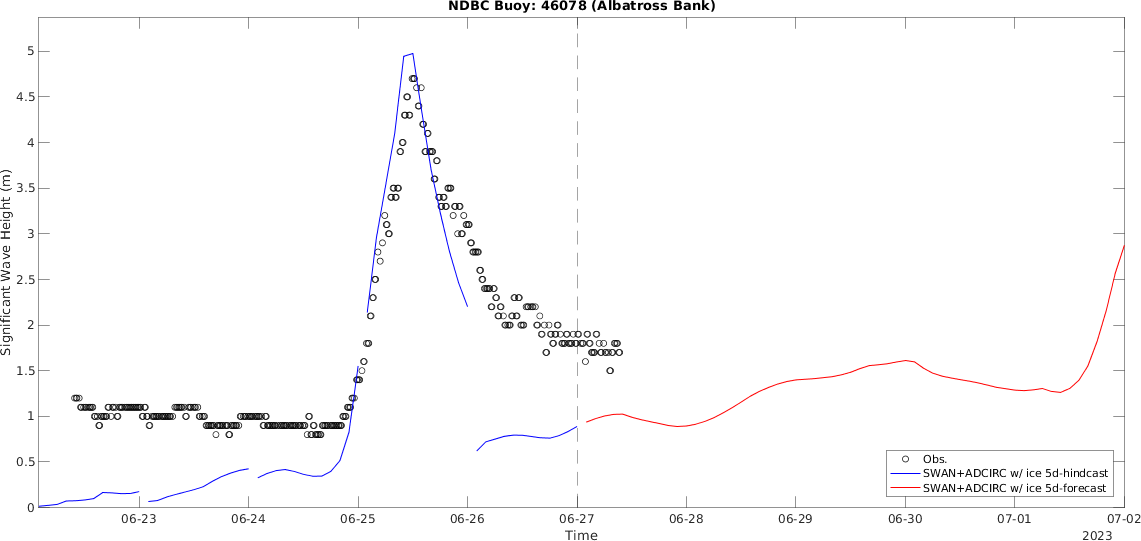 NDBC Buoy: 46078 (Albatross Bank)
5
4.5
4
3.5
3
2.5
2
1.5
1
0.5
0
Significant Wave Height (m)
Obs.
SWAN+ADCIRC w/ ice 5d-hindcast
SWAN+ADCIRC w/ ice 5d-forecast
06-23 06-24 06-25 06-26 06-27 06-28 06-29 06-30 07-01 07-02
Time 2023